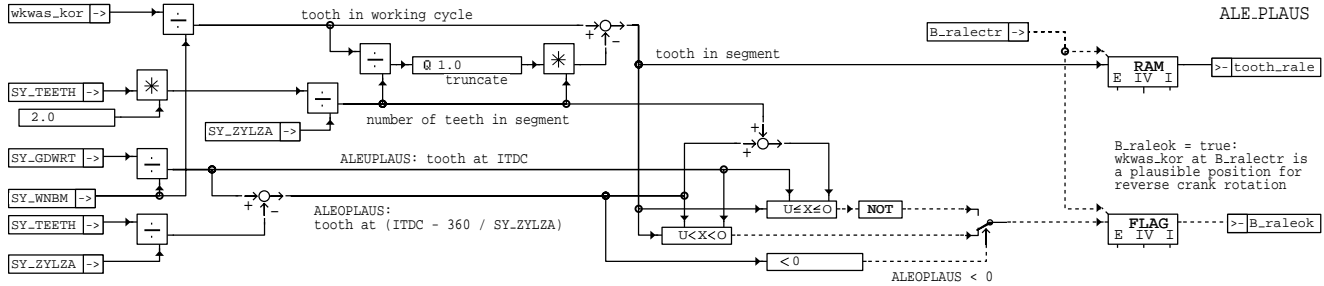 wkwas_kor ->
÷
tooth in working cycle
+
−
ALE_PLAUS
B_ralectr ->
÷
Q 1.0
truncate
*
tooth in segment
RAM
E IV I
>- tooth_rale
SY_TEETH ->
*
2.0
÷
SY_ZYLZA ->
number of teeth in segment
+
+
SY_GDWRT ->
÷
ALEUPLAUS: tooth at ITDC
B_raleok = true:
wkwas_kor at B_ralectr is
a plausible position for
reverse crank rotation
SY_WNBM ->
+
−
ALEOPLAUS:
tooth at (ITDC - 360 / SY_ZYLZA)
U≤X≤O
NOT
SY_TEETH ->
÷
U<X<O
FLAG
E IV I
>- B_raleok
SY_ZYLZA ->
<0
ALEOPLAUS < 0